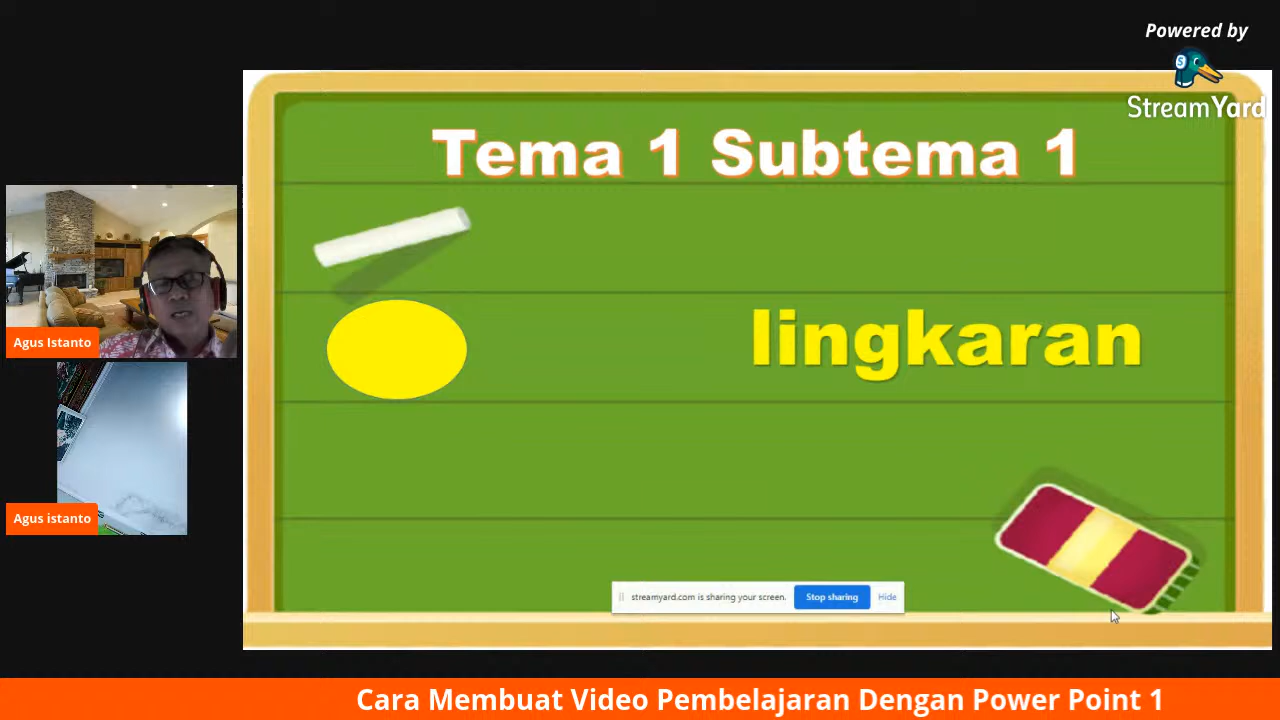 Powered by
StreamYard
Tema 1 Subtema 1
lingkaran
Agus Istanto
Agus istanto
streamyard.com is sharing your screen.
Stop sharing
Hide
Cara Membuat Video Pembelajaran Dengan Power Point 1